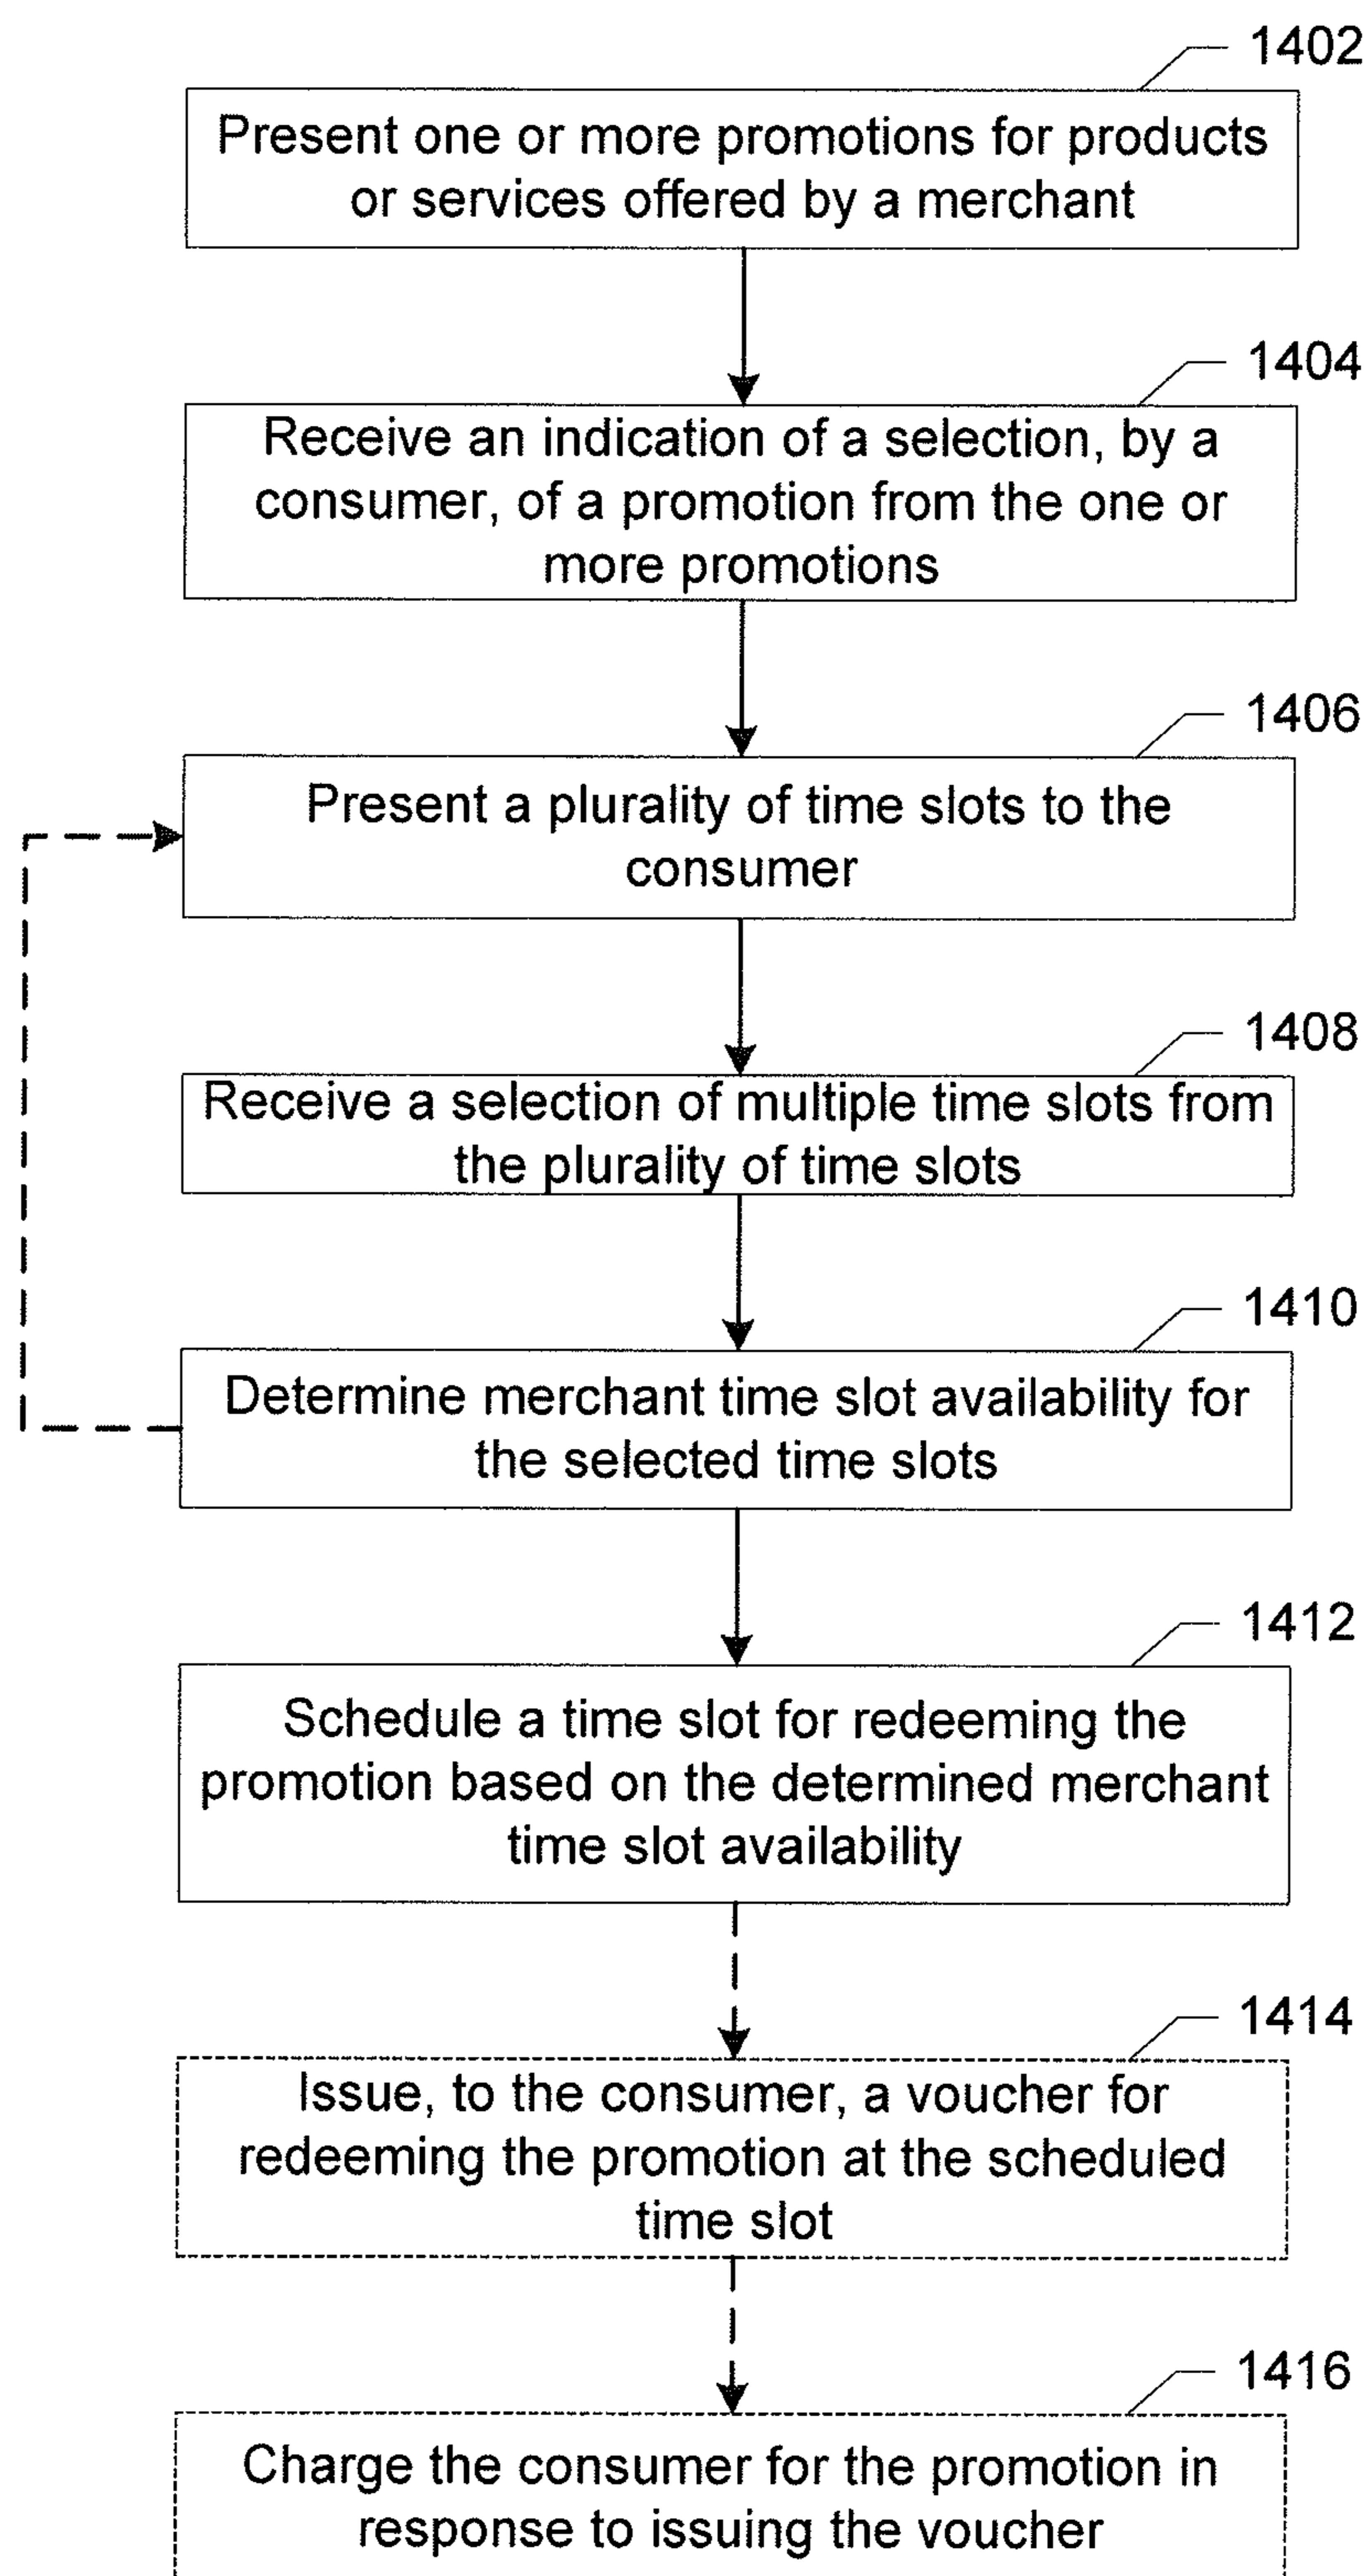 1402
Present one or more promotions for products
or services offered by a merchant
1404
Receive an indication of a selection, by a
consumer, of a promotion from the one or
more promotions
1406
Present a plurality of time slots to the
consumer
1408
Receive a selection of multiple time slots from
the plurality of time slots
1410
Determine merchant time slot availability for
the selected time slots
1412
Schedule a time slot for redeeming the
promotion based on the determined merchant
time slot availability
1414
Issue, to the consumer, a voucher for
redeeming the promotion at the scheduled
time slot
1416
Charge the consumer for the promotion in
response to issuing the voucher